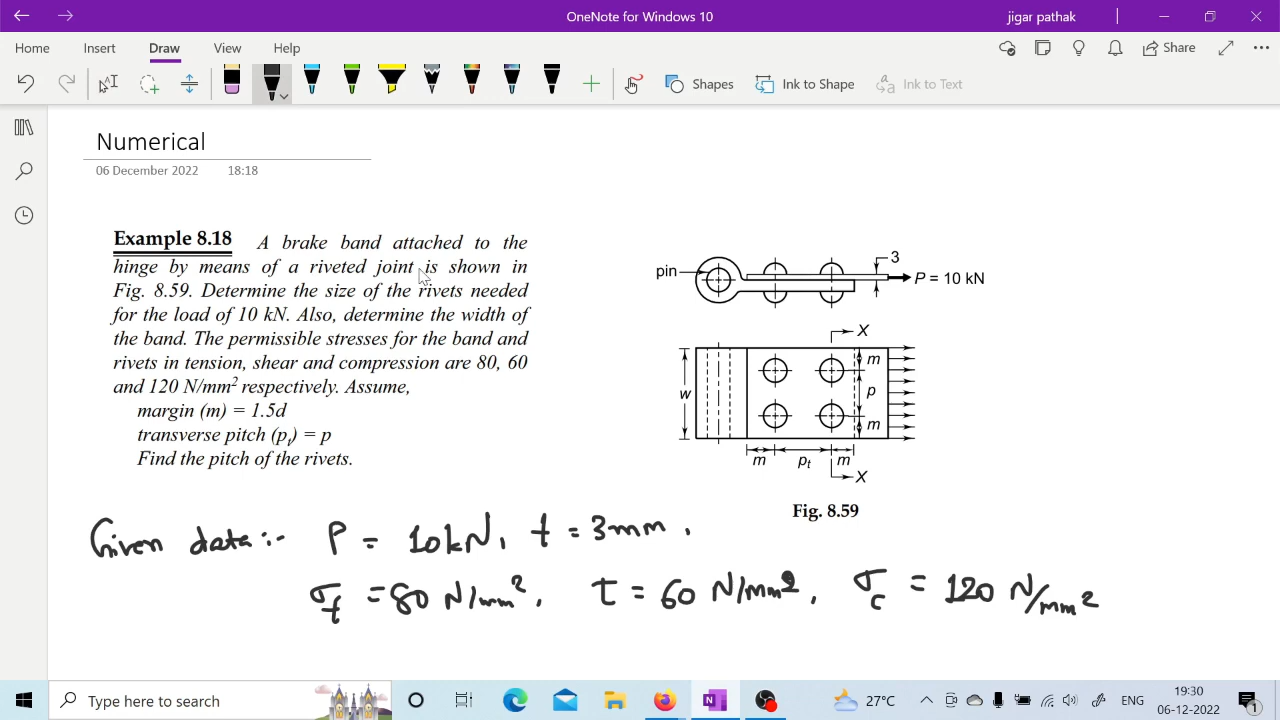 OneNote for Windows 10
jigar pathak
Home Insert Draw View Help
Share
Shapes
Ink to Shape
Ink to Text
Numerical
06 December 2022 18:18
Example 8.18 A brake band attached to the
hinge by means of a riveted joint is shown in
Fig. 8.59. Determine the size of the rivets needed
for the load of 10 kN. Also, determine the width of
the band. The permissible stresses for the band and
rivets in tension, shear and compression are 80, 60
and 120 N/mm² respectively. Assume,
margin (m) = 1.5d
transverse pitch (pₜ) = p
Find the pitch of the rivets.
pin
3
P = 10 kN
X
m
w
p
m
m pₜ m
X
Fig. 8.59
Given data:- P = 10kN, t = 3mm.
σt = 80 N/mm², τ = 60 N/mm², σc = 120 N/mm²
Type here to search
27°C
ENG
19:30
06-12-2022
1